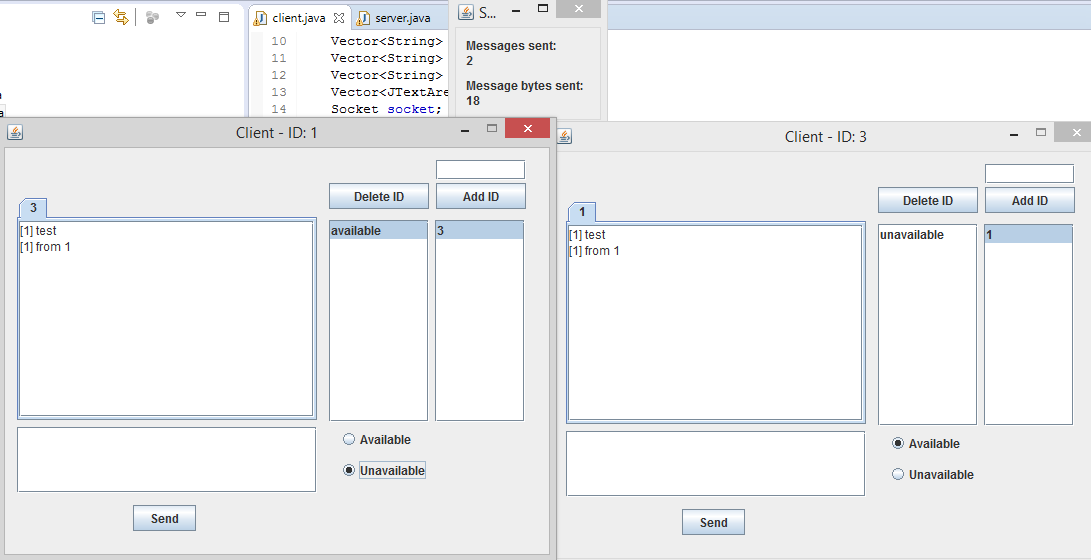 client.java
server.java
S...
10 Vector<String>
11 Vector<String>
12 Vector<String>
13 Vector<JTextAre
14 Socket socket;
Messages sent:
2
Message bytes sent:
18
Client - ID: 1
Delete ID
Add ID
3
[1] test
[1] from 1
available
3
Available
Unavailable
Send
Client - ID: 3
Delete ID
Add ID
1
[1] test
[1] from 1
unavailable
1
Available
Unavailable
Send